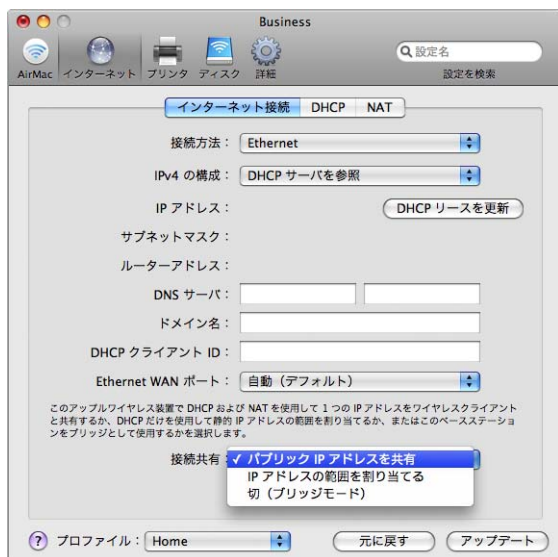 Business
AirMac インターネット プリンタ ディスク 詳細
設定名
設定を検索
インターネット接続 DHCP NAT
接続方法： Ethernet
IPv4 の構成： DHCP サーバを参照
IP アドレス： DHCP リースを更新
サブネットマスク：
ルーターアドレス：
DNS サーバ：
ドメイン名：
DHCP クライアント ID：
Ethernet WAN ポート： 自動（デフォルト）
このアップルワイヤレス装置で DHCP および NAT を使用して 1 つの IP アドレスをワイヤレスクライアント
と共有するか、DHCP だけを使用して静的 IP アドレスの範囲を割り当てるか、またはこのベースステーショ
ンをブリッジとして使用するかを選択します。
接続共有： ✓ パブリック IP アドレスを共有
IP アドレスの範囲を割り当てる
切（ブリッジモード）
? プロファイル： Home 元に戻す アップデート